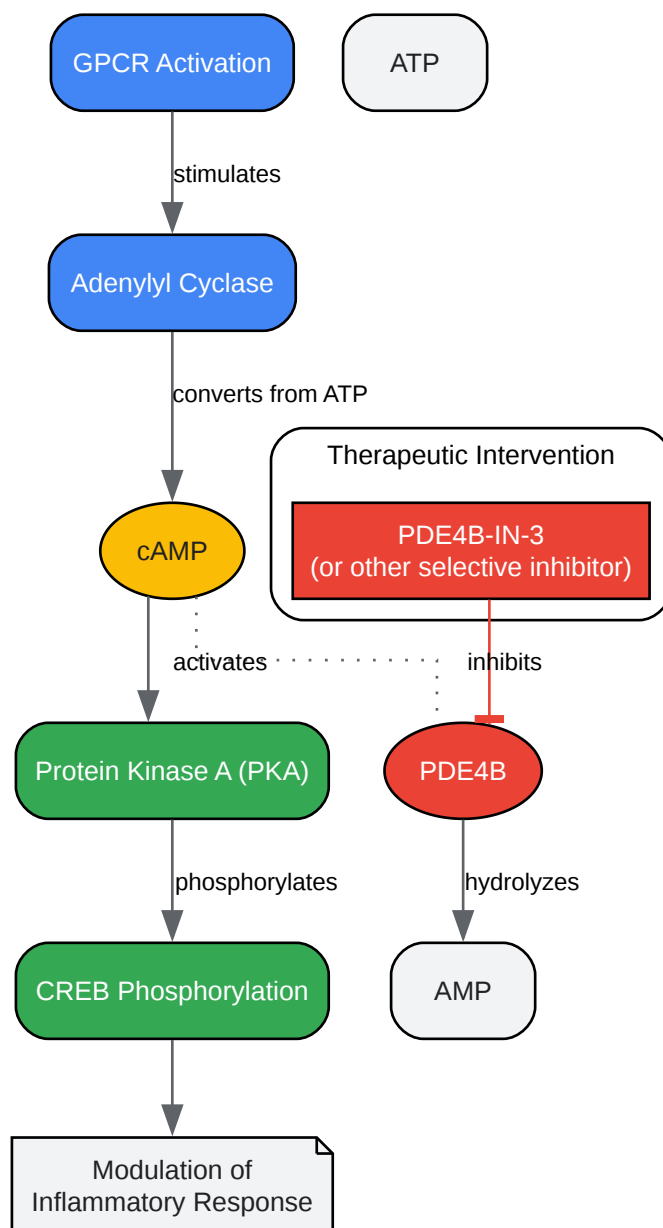 GPCR Activation
ATP
stimulates
Adenylyl Cyclase
converts from ATP
Therapeutic Intervention
PDE4B-IN-3
(or other selective inhibitor)
cAMP
activates
inhibits
Protein Kinase A (PKA)
PDE4B
phosphorylates
hydrolyzes
CREB Phosphorylation
AMP
Modulation of
Inflammatory Response